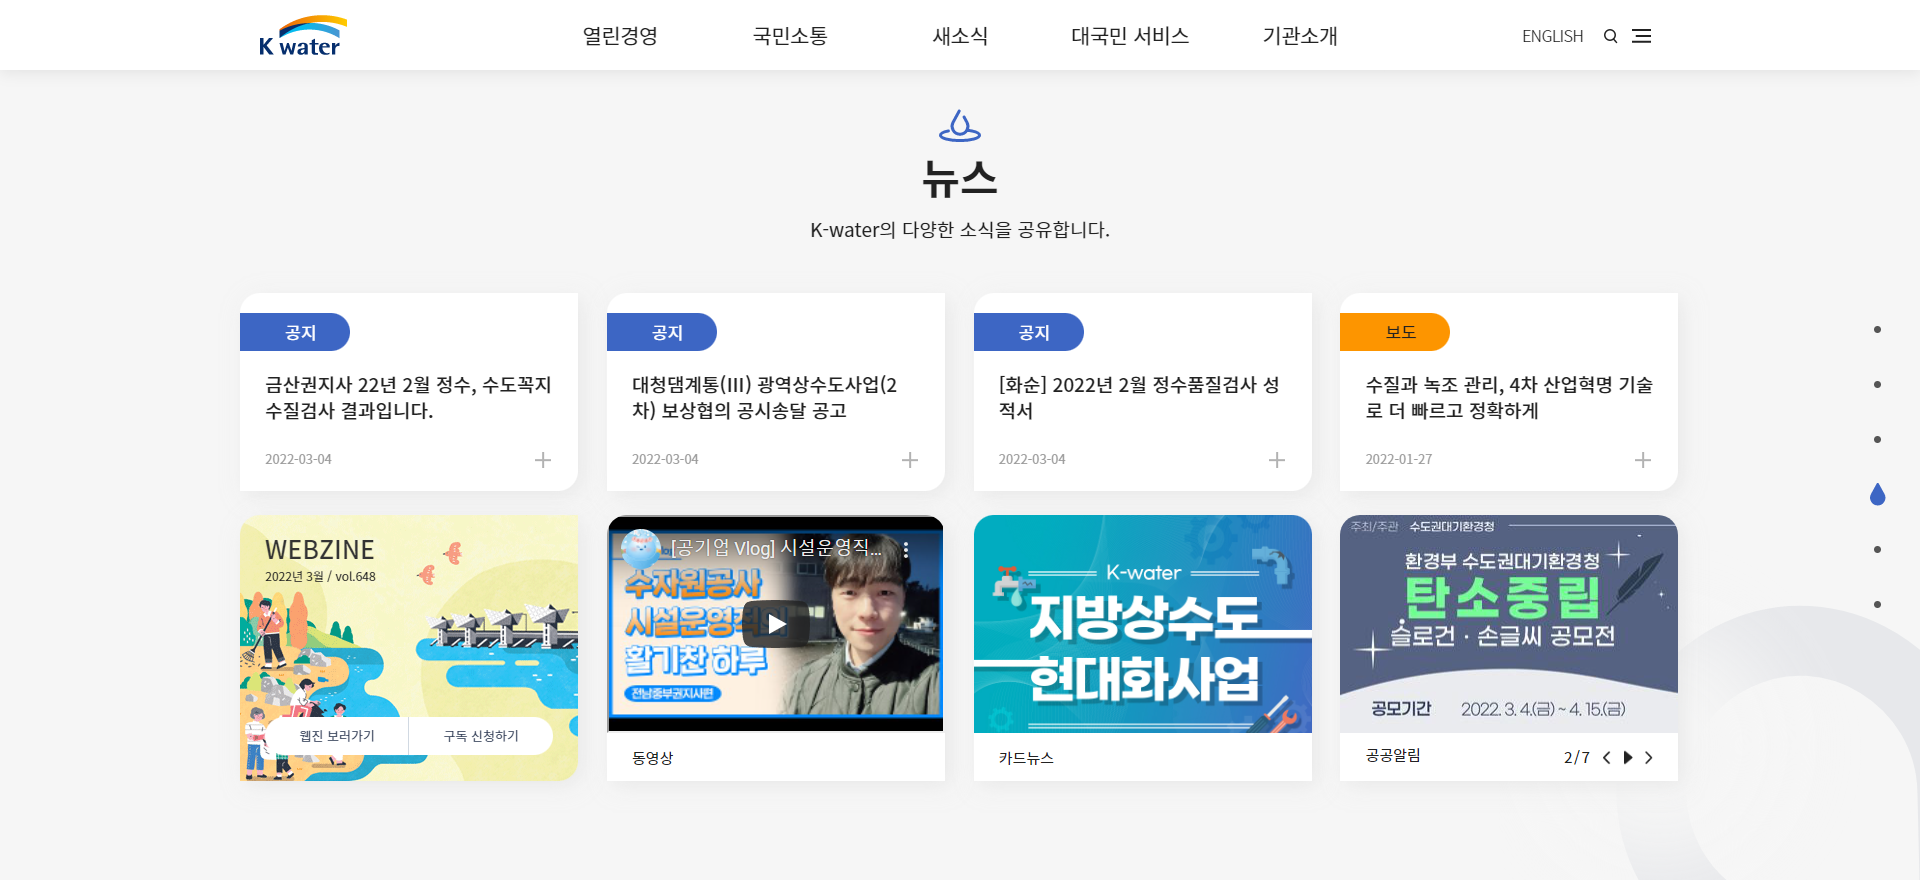 K water
열린경영
국민소통
새소식
대국민 서비스
기관소개
ENGLISH
뉴스
K-water의 다양한 소식을 공유합니다.
공지
금산권지사 22년 2월 정수, 수도꼭지
수질검사 결과입니다.
2022-03-04
공지
대청댐계통(III) 광역상수도사업(2
차) 보상협의 공시송달 공고
2022-03-04
공지
[화순] 2022년 2월 정수품질검사 성
적서
2022-03-04
보도
수질과 녹조 관리, 4차 산업혁명 기술
로 더 빠르고 정확하게
2022-01-27
WEBZINE
2022년 3월 / vol.648
웹진 보러가기
구독 신청하기
[공기업 Vlog] 시설운영직...
수자원공사
시설운영직의
활기찬 하루
전남중부권지사편
동영상
K-water
지방상수도
현대화사업
카드뉴스
주최/주관 수도권대기환경청
환경부 수도권대기환경청
탄소중립
슬로건 · 손글씨 공모전
공모기간 2022. 3. 4.(금) ~ 4. 15.(금)
공공알림
2/7